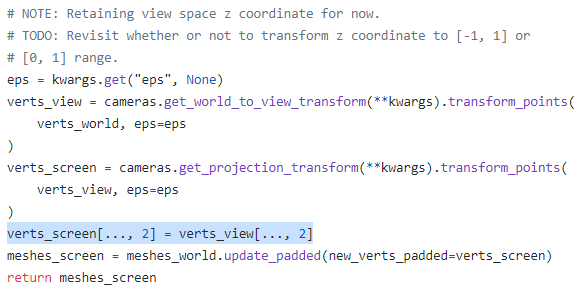 # NOTE: Retaining view space z coordinate for now.
# TODO: Revisit whether or not to transform z coordinate to [-1, 1] or
# [0, 1] range.
eps = kwargs.get("eps", None)
verts_view = cameras.get_world_to_view_transform(**kwargs).transform_points(
    verts_world, eps=eps
)
verts_screen = cameras.get_projection_transform(**kwargs).transform_points(
    verts_view, eps=eps
)
verts_screen[..., 2] = verts_view[..., 2]
meshes_screen = meshes_world.update_padded(new_verts_padded=verts_screen)
return meshes_screen